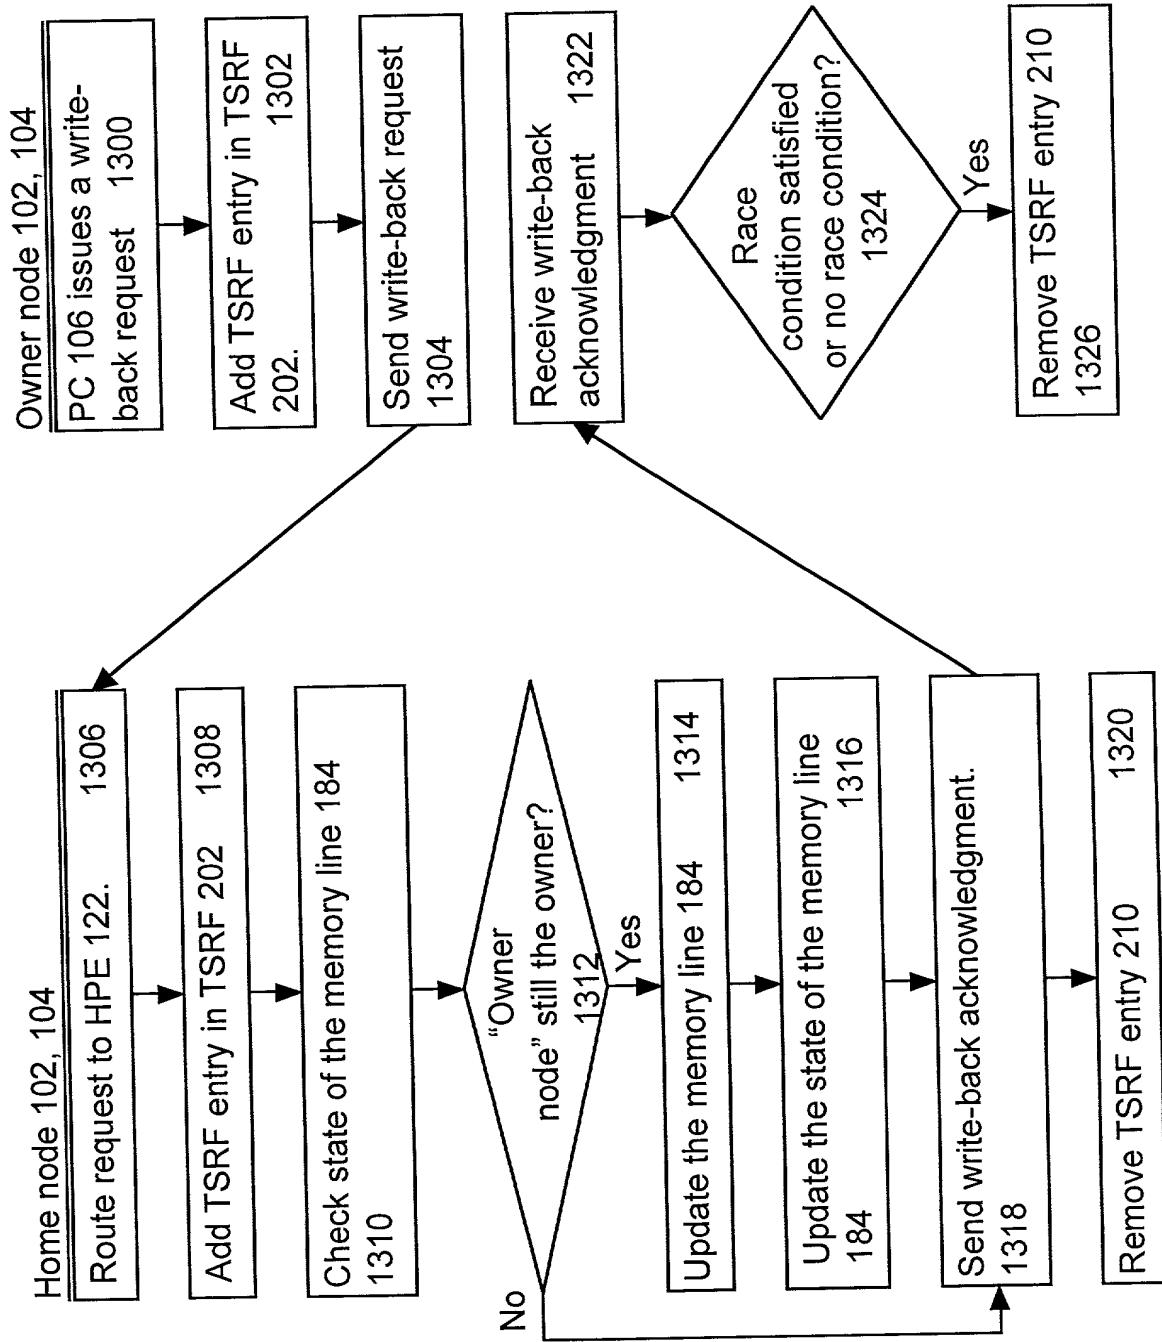 Home node 102, 104
Route request to HPE 122. 1306
Add TSRF entry in TSRF 202 1308
Check state of the memory line 184
1310
“Owner
node” still the owner?
1312
No
Yes
Update the memory line 184 1314
Update the state of the memory line
184 1316
Send write-back acknowledgment.
1318
Remove TSRF entry 210 1320
Owner node 102, 104
PC 106 issues a write-
back request 1300
Add TSRF entry in TSRF
202. 1302
Send write-back request
1304
Receive write-back
acknowledgment 1322
Race
condition satisfied
or no race condition?
1324
Yes
Remove TSRF entry 210
1326